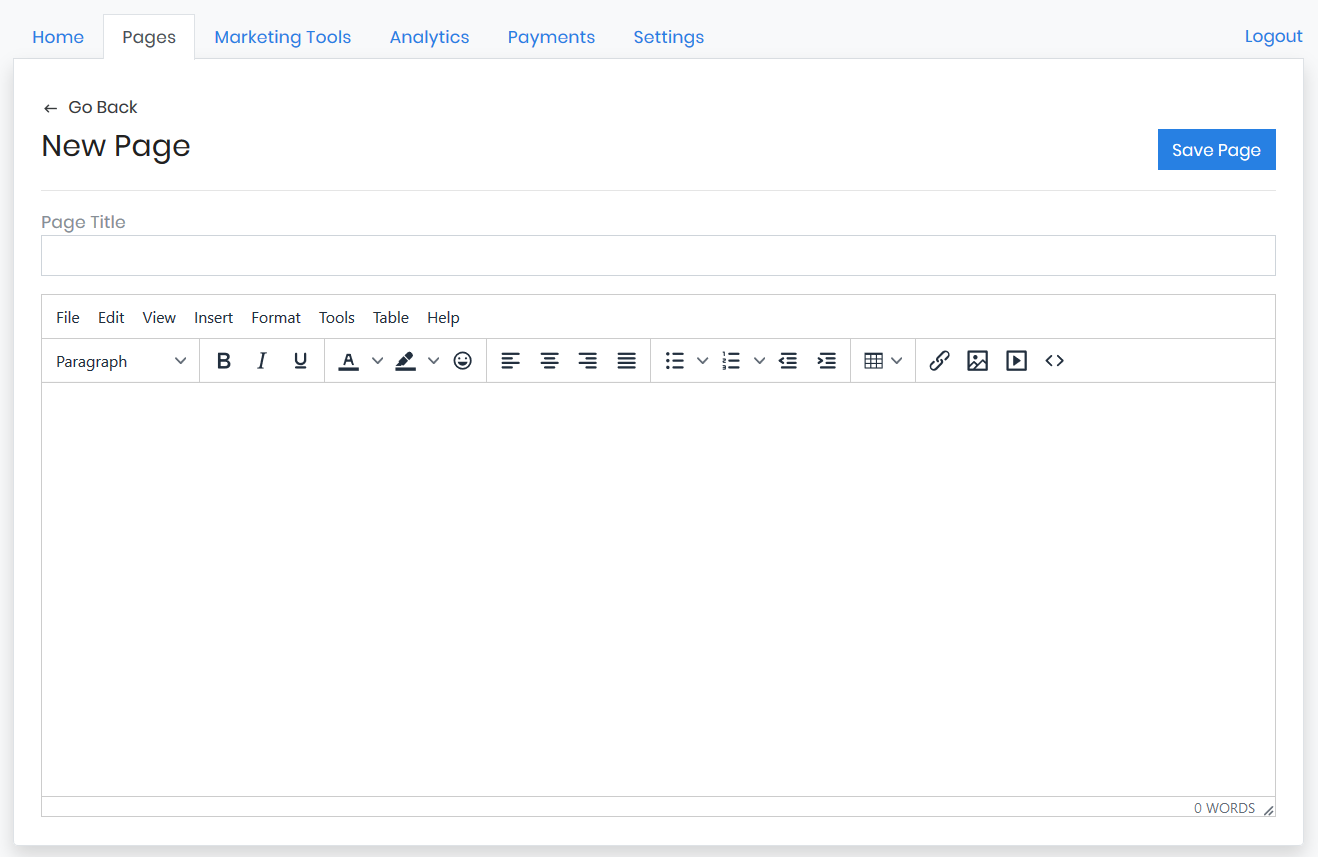 Home Pages Marketing Tools Analytics Payments Settings Logout
← Go Back
New Page
Save Page
Page Title
File Edit View Insert Format Tools Table Help
Paragraph B I U A
0 WORDS